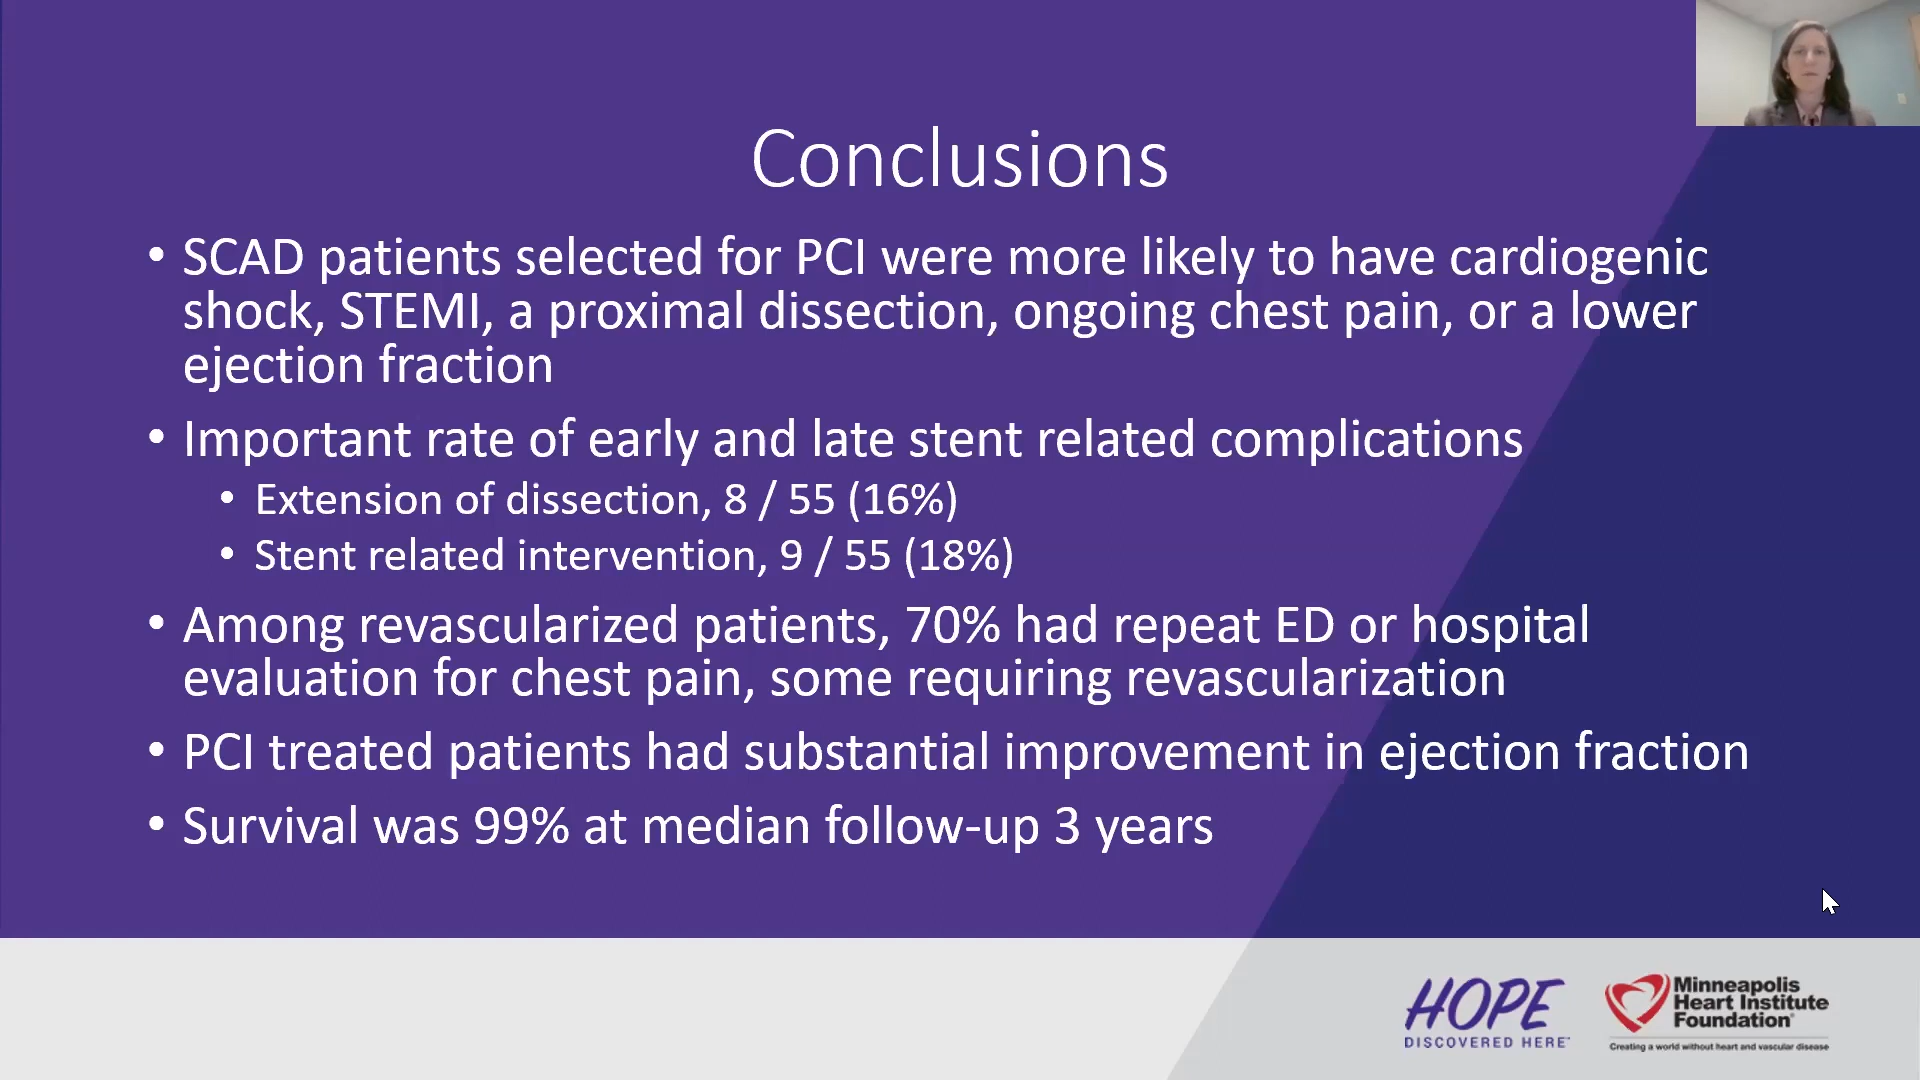 Conclusions
• SCAD patients selected for PCI were more likely to have cardiogenic
shock, STEMI, a proximal dissection, ongoing chest pain, or a lower
ejection fraction
• Important rate of early and late stent related complications
• Extension of dissection, 8 / 55 (16%)
• Stent related intervention, 9 / 55 (18%)
• Among revascularized patients, 70% had repeat ED or hospital
evaluation for chest pain, some requiring revascularization
• PCI treated patients had substantial improvement in ejection fraction
• Survival was 99% at median follow-up 3 years
HOPE
DISCOVERED HERE™
Minneapolis
Heart Institute
Foundation®
Creating a world without heart and vascular disease